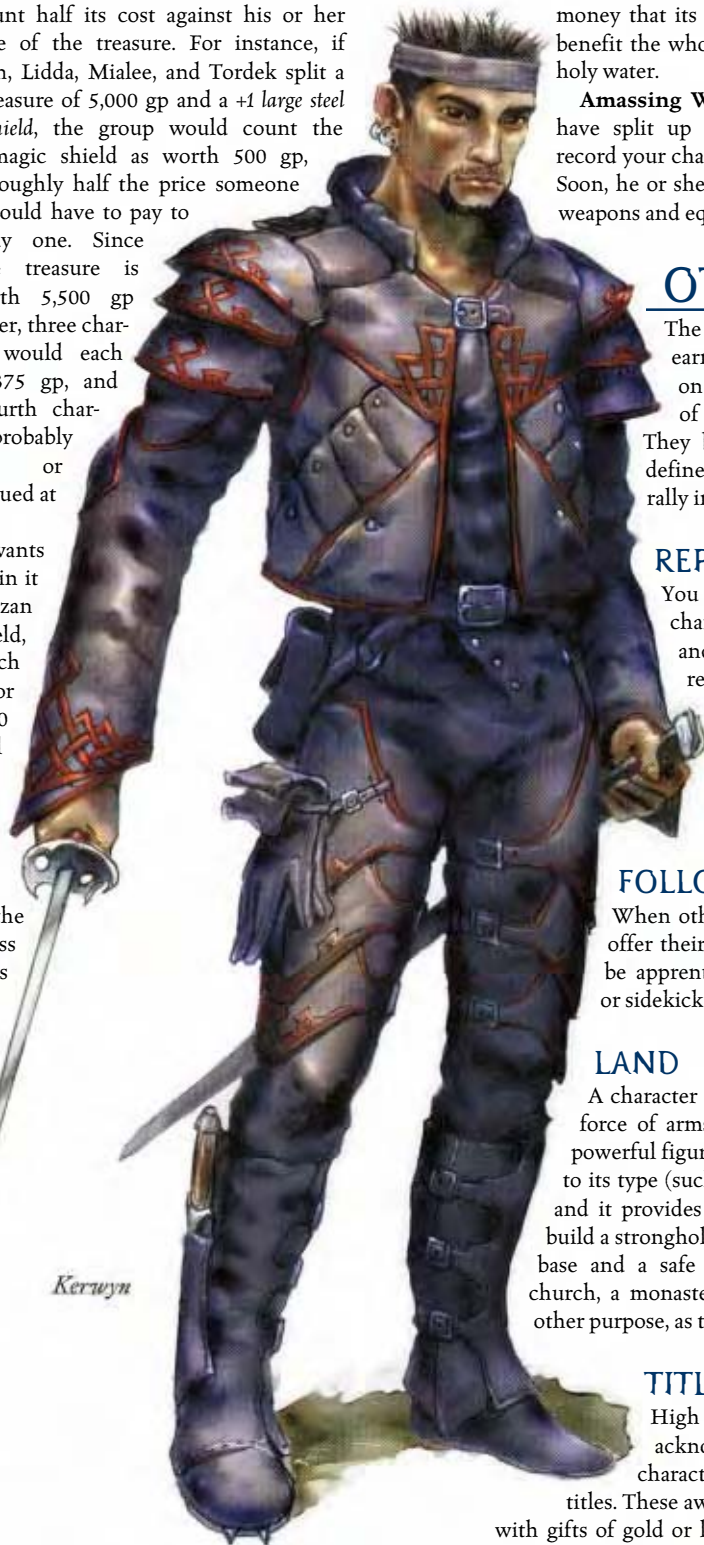 unt half its cost against his or her
e of the treasure. For instance, if
n, Lidda, Mialee, and Tordek split a
easure of 5,000 gp and a +1 large steel
ield, the group would count the
magic shield as worth 500 gp,
oughly half the price someone
ould have to pay to
y one. Since
e treasure is
th 5,500 gp
er, three char-
would each
375 gp, and
urth char-
probably
or
ued at
wants
in it
zan
eld,
ch
or
0
l
he
ss
s
Kerwyn
money that its
benefit the who
holy water.
Amassing W
have split up
record your cha
Soon, he or she
weapons and eq
OT
The
earn
on
of
They h
define
rally in
REP
You
char
and
re
FOLLO
When oth
offer their
be apprent
or sidekick
LAND
A character
force of arms
powerful figur
to its type (suc
and it provides
build a stronghol
base and a safe
church, a monaste
other purpose, as t
TITL
High
ackno
charact
titles. These aw
with gifts of gold or l